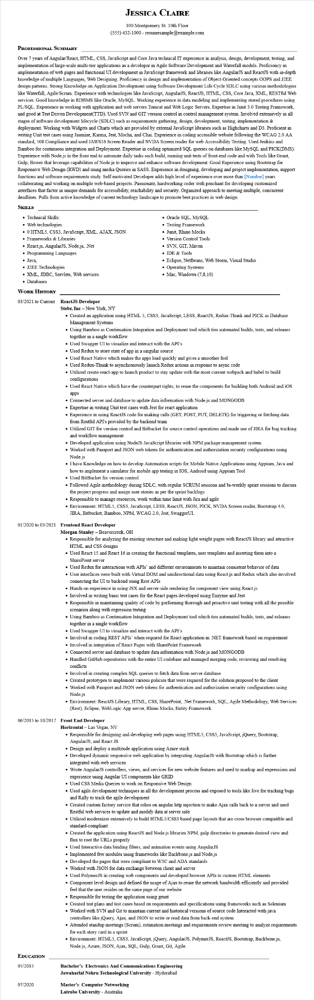 JESSICA CLAIRE
100 Montgomery St. 10th Floor
(555) 432-1000 - resumesample@example.com
PROFESSIONAL SUMMARY
Over 7 years of Angular/React, HTML, CSS, JavaScript and Core Java technical IT experience in analysis, design, development, testing, and
implementation of large-scale multi-tier applications as a developer in Agile Software Development and Waterfall models. Proficiency in
implementation of web pages and functional UI development in JavaScript framework and libraries like AngularJS and ReactJS with in-depth
knowledge of multiple Languages, Web Designing. Proficiency in design and implementation of Object-Oriented concepts OOPS and J2EE
design patterns. Strong Knowledge on Application Development using Software Development Life Cycle SDLC using various methodologies
like Waterfall, Agile/Scrum. Experience with technologies like JavaScript, AngularJS, ReactJS, HTML, CSS, Core Java, XML, RESTful Web
services. Good knowledge in RDBMS like Oracle, MySQL. Working experience in data modeling and implementing stored procedures using
PL/SQL. Experience in working with application and web servers Tomcat and Web Logic Servers. Expertise in Junit 3.0 Testing Framework,
and good at Test Driven Development(TTD). Used SVN and GIT version control in control management system. Involved extensively in all
stages of software development lifecycle (SDLC) such as requirements gathering, design, development, testing, implementation &
deployment. Working with Widgets and Charts which are provided by external JavaScript libraries such as Highcharts and D3. Proficient in
writing Unit test cases using Jasmine, Karma, Jest, Mocha, and Chai. Experience in coding accessible website following the WCAG 2.0 AA
standard, 508 Compliance and used JAWS16 Screen Reader and NVDA Screen reader for web Accessibility Testing. Used Jenkins and
Bamboo for continuous integration and Deployment. Expertise in coding optimized SQL queries on databases like MySQL and PICK(DMS).
Experience with Node.js in the front end to automate daily tasks such build, running unit tests of front-end code and with Tools like Grunt,
Gulp, Bower that leverage capabilities of Node.js to improve and enhance software development. Good Experience using Bootstrap for
Responsive Web Design (RWD) and using media Queries in SASS. Experience in designing, developing and project implementation, support
functions and software requirements study. Self-motivated Developer adds high level of experience over more than [Number] years
collaborating and working on multiple web-based projects. Passionate, hardworking coder with penchant for developing customized
interfaces that factor in unique demands for accessibility, reachability and security. Organized approach to meeting multiple, concurrent
deadlines. Pulls from active knowledge of current technology landscape to promote best practices in web design.
SKILLS
• Technical Skills:
• Web technologies
• 0 HTML5, CSS3, JavaScript, XML, AJAX, JSON
• Frameworks & Libraries
• React.js, AngularJS, Node.js, .Net
• Programming Languages
• Java,
• J2EE Technologies
• XML, JDBC, Servlets, Web services
• Databases
• Oracle SQL, MySQL
• Testing Framework
• Junit, Rhino Mocks
• Version Control Tools
• SVN, GIT, Maven
• IDE & Tools
• Eclipse, NetBeans, Web Storm, Visual Studio
• Operating Systems
• Mac, Windows (7,8,10)
WORK HISTORY
03/2021 to Current ReactJS Developer
Stebr, Inc – New York, NY
• Created an application using HTML 5, CSS3, JavaScript, LESS, ReactJS, Redux-Thunk and PICK as Database
Management Systems
• Using Bamboo as Continuation Integration and Deployment tool which ties automated builds, tests, and releases
together in a single workflow
• Used Swagger UI to visualize and interact with the API's
• Used Redux to store state of app in a singular source
• Used React Native which makes the apps load quickly and gives a smoother feel
• Used Redux-Thunk to asynchronously launch Redux actions in response to async code
• Utilized create-react-app to launch product to stay update with the most current webpack and babel to build
configurations
• Used React Native which have the counterpart rights, to reuse the components for building both Android and iOS
apps
• Connected server and database to update data information with Node.js and MONGODB
• Expertise in writing Unit test cases with Jest for react application
• Experience in using ReactJS code for making calls (GET, POST, PUT, DELETE) for triggering or fetching data
from Restful API's provided by the backend team
• Utilized GIT for version control and Bitbucket for source control operations and made use of JIRA for bug tracking
and workflow management
• Developed application using NodeJS JavaScript libraries with NPM package management system
• Worked with Passport and JSON web tokens for authentication and authorization security configurations using
Node.js
• I have Knowledge on how to develop Automation scripts for Mobile Native Applications using Appium, Java and
how to implement a simulator for mobile app testing in IOS, Android using Appium Tool
• Used BitBucket for version control
• Followed Agile methodology during SDLC, with regular SCRUM sessions and bi-weekly sprint sessions to discuss
the project progress and assign user stories as per the sprint backlogs
• Responsible to manage resources, work within time limit with Jira and agile
• Environment: HTML5, CSS3, JavaScript, LESS, ReactJS, JSON, PICK, NVDA Screen reader, Bootstrap 4.0,
JIRA, Bitbucket, Bamboo, NPM, WCAG 2.0, Jest, SwaggerUI.
01/2020 to 03/2021 Frontend React Developer
Morgan Stanley – Beavercreek, OH
• Responsible for analyzing the existing structure and making light weight pages with ReactJS library and attractive
HTML and CSS designs
• Used React 15 and React 16 in creating the functional templates, user templates and inserting them into a
SharePoint server
• Used Redux for interactions with APIs' and different environments to maintain consistent behavior of data
• User interfaces were built with Virtual DOM and unidirectional data using React.js and Redux which also involved
connecting the UI to backend using Rest APIs
• Hands on experience in using JSX and server-side rendering for component view using React.js
• Involved in writing basic test cases for the React pages developed using Enzyme and Jest
• Responsible in maintaining quality of code by performing thorough and proactive unit testing with all the possible
scenarios along with regression testing
• Using Bamboo as Continuation Integration and Deployment tool which ties automated builds, tests, and releases
together in a single workflow
• Used Swagger UI to visualize and interact with the API's
• Involved in coding REST APIs' when required for React application in .NET framework based on requirement
• Involved in integration of React Pages with SharePoint Framework
• Connected server and database to update data information with Node.js and MONGODB
• Handled GitHub repositories with the entire UI codebase and managed merging code, reviewing and resolving
conflicts
• Involved in creating complex SQL queries to fetch data from server database
• Created prototypes to implement various policies that were required for the solution proposed to the client
• Worked with Passport and JSON web tokens for authentication and authorization security configurations using
Node.js
• Environment: ReactJS Library, HTML, CSS, SharePoint, .Net Framework, SQL, Agile Methodology, Web Services
(Rest), Eclipse, WebLogic App server, Rhino Mocks, Entity Framework.
06/2015 to 10/2017 Front End Developer
Horizontal – Las Vegas, NV
• Responsible for designing and developing web pages using HTML5, CSS3, JavaScript, jQuery, Bootstrap,
AngularJS, and React JS
• Design and deploy a multitude application using Azure stack
• Developed dynamic responsive web application by integrating AngularJS with Bootstrap which is further
integrated with web services
• Wrote AngularJS controllers, views, and services for new website features and used to markup and expressions and
experience using Angular UI components like GRID
• Used CSS Media Queries to work on Responsive Web Design
• Used agile development techniques in all the development process and exposed to tools like Jive for tracking bugs
and Rally to track the agile development
• Created custom factory service that relies on angular http injection to make Ajax calls back to a server and used
Restful web services to update and modify data at server side
• Utilized modernizer extensively to build HTML5/CSS3 based page layouts that are cross browser compatible and
standard-compliant
• Created the application using ReactJS and Node.js libraries NPM, gulp directories to generate desired view and
flux to root the URLs properly
• Used Interactive data binding filters, and animation events using AngularJS
• Implemented few modules using frameworks like Backbone.js and Node.js
• Developed the pages that were compliant to W3C and ADA standards
• Worked with JSON for data exchange between client and server
• Used PolymerJS in creating web components and developed browser APIs to custom HTML elements
• Component level design and defined the usage of Ajax to reuse the network bandwidth efficiently and provided
feel that the user resides on the same page of our website
• Responsible for testing the application using grunt
• Created test plans and test cases based on requirements and specifications using frameworks such as Selenium
• Worked with SVN and Git to maintain current and historical versions of source code Interacted with java
controllers like jQuery, Ajax, and JSON to write or read data from back-end system
• Attended standup meetings (Scrum), estimation meetings and requirements review meeting to analyze requirements
for each story card in a sprint
• Environment: HTML5, CSS3, JavaScript, jQuery, AngularJS, PolymerJS, ReactJS, Bootstrap, Backbone.js,
Node.js, Azure, JSON, Ajax, SQL, Gulp, Grunt, Git, Agile.
EDUCATION
05/2015 Bachelor's: Electronics And Communications Engineering
Jawaharlal Nehru Technological University - Hyderabad
07/2020 Master's: Computer Networking
Latrobe University - Australia